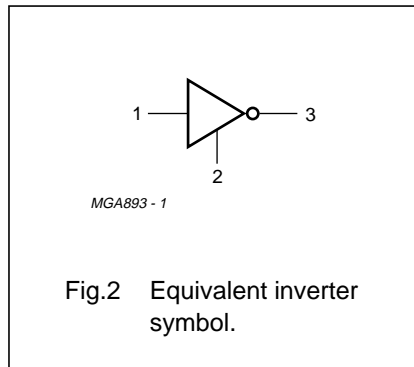 1
3
2
MGA893 - 1
Fig.2 Equivalent inverter
symbol.